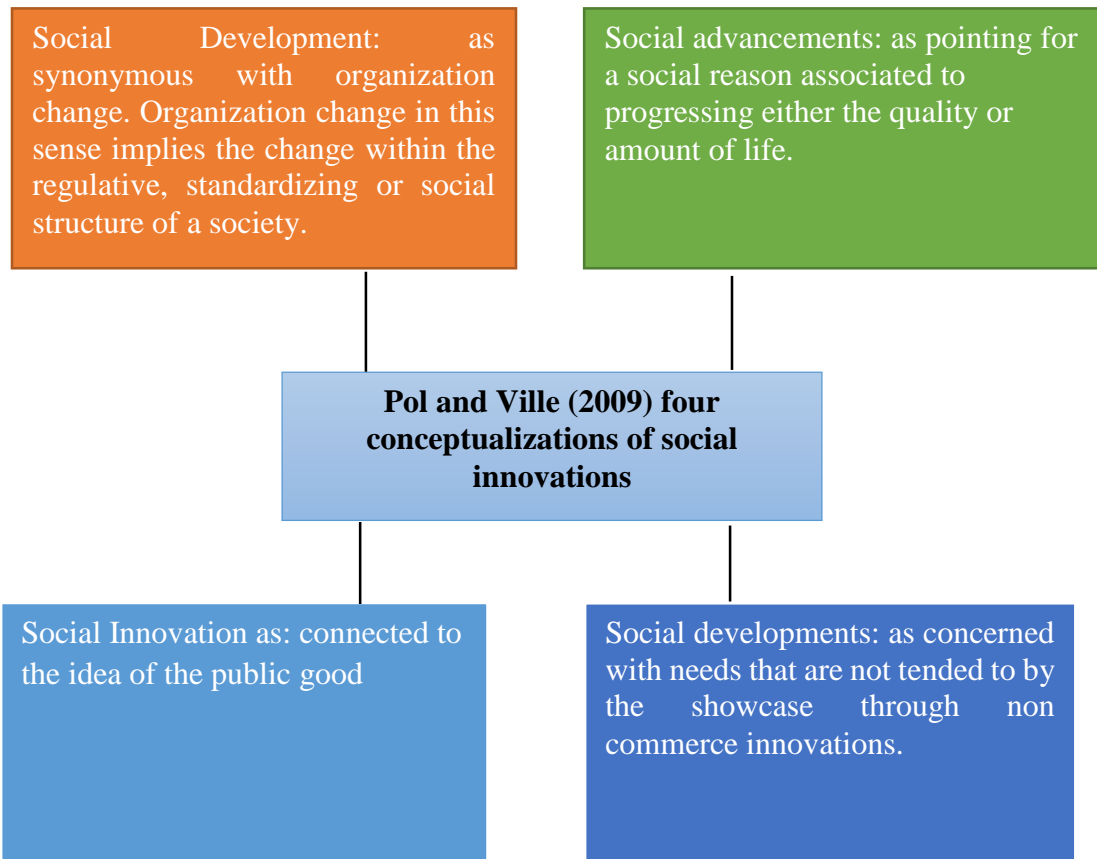 Social Development: as
synonymous with organization
change. Organization change in this
sense implies the change within the
regulative, standardizing or social
structure of a society.
Social advancements: as pointing for
a social reason associated to
progressing either the quality or
amount of life.
Pol and Ville (2009) four
conceptualizations of social
innovations
Social Innovation as: connected to
the idea of the public good
Social developments: as concerned
with needs that are not tended to by
the showcase through non
commerce innovations.